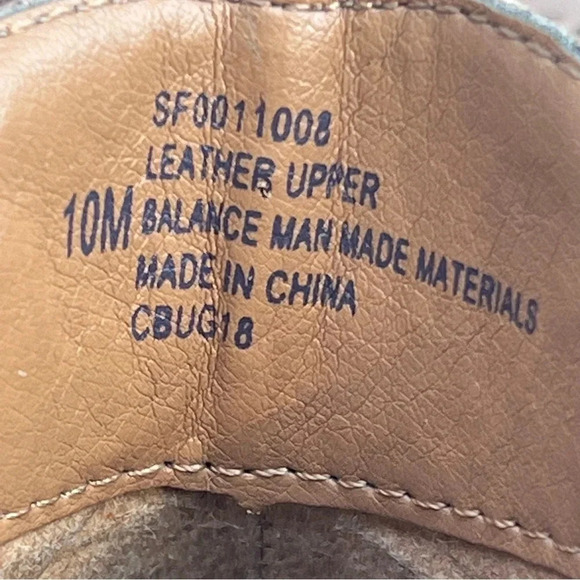 SF0011008
LEATHER UPPER
10M BALANCE MAN MADE MATERIALS
MADE IN CHINA
CBUG18